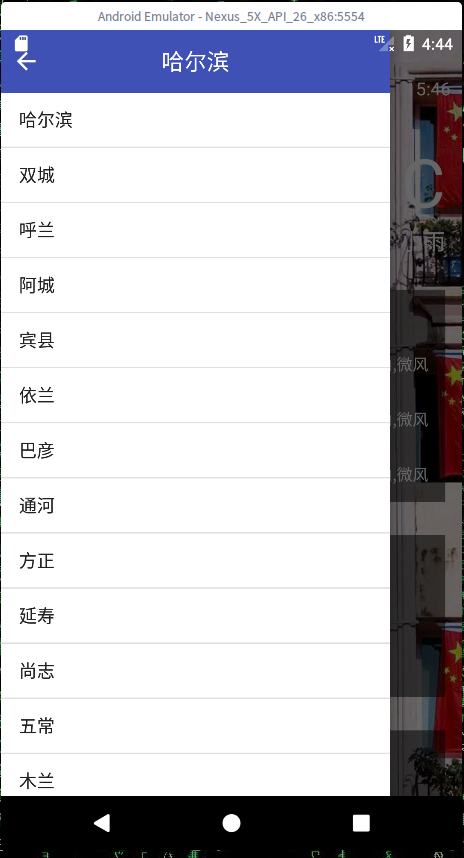 Android Emulator - Nexus_5X_API_26_x86:5554
LTE
4:44
哈尔滨
5:46
C
雨
哈尔滨
双城
呼兰
阿城
宾县
,微风
依兰
,微风
巴彦
,微风
通河
方正
延寿
尚志
五常
木兰